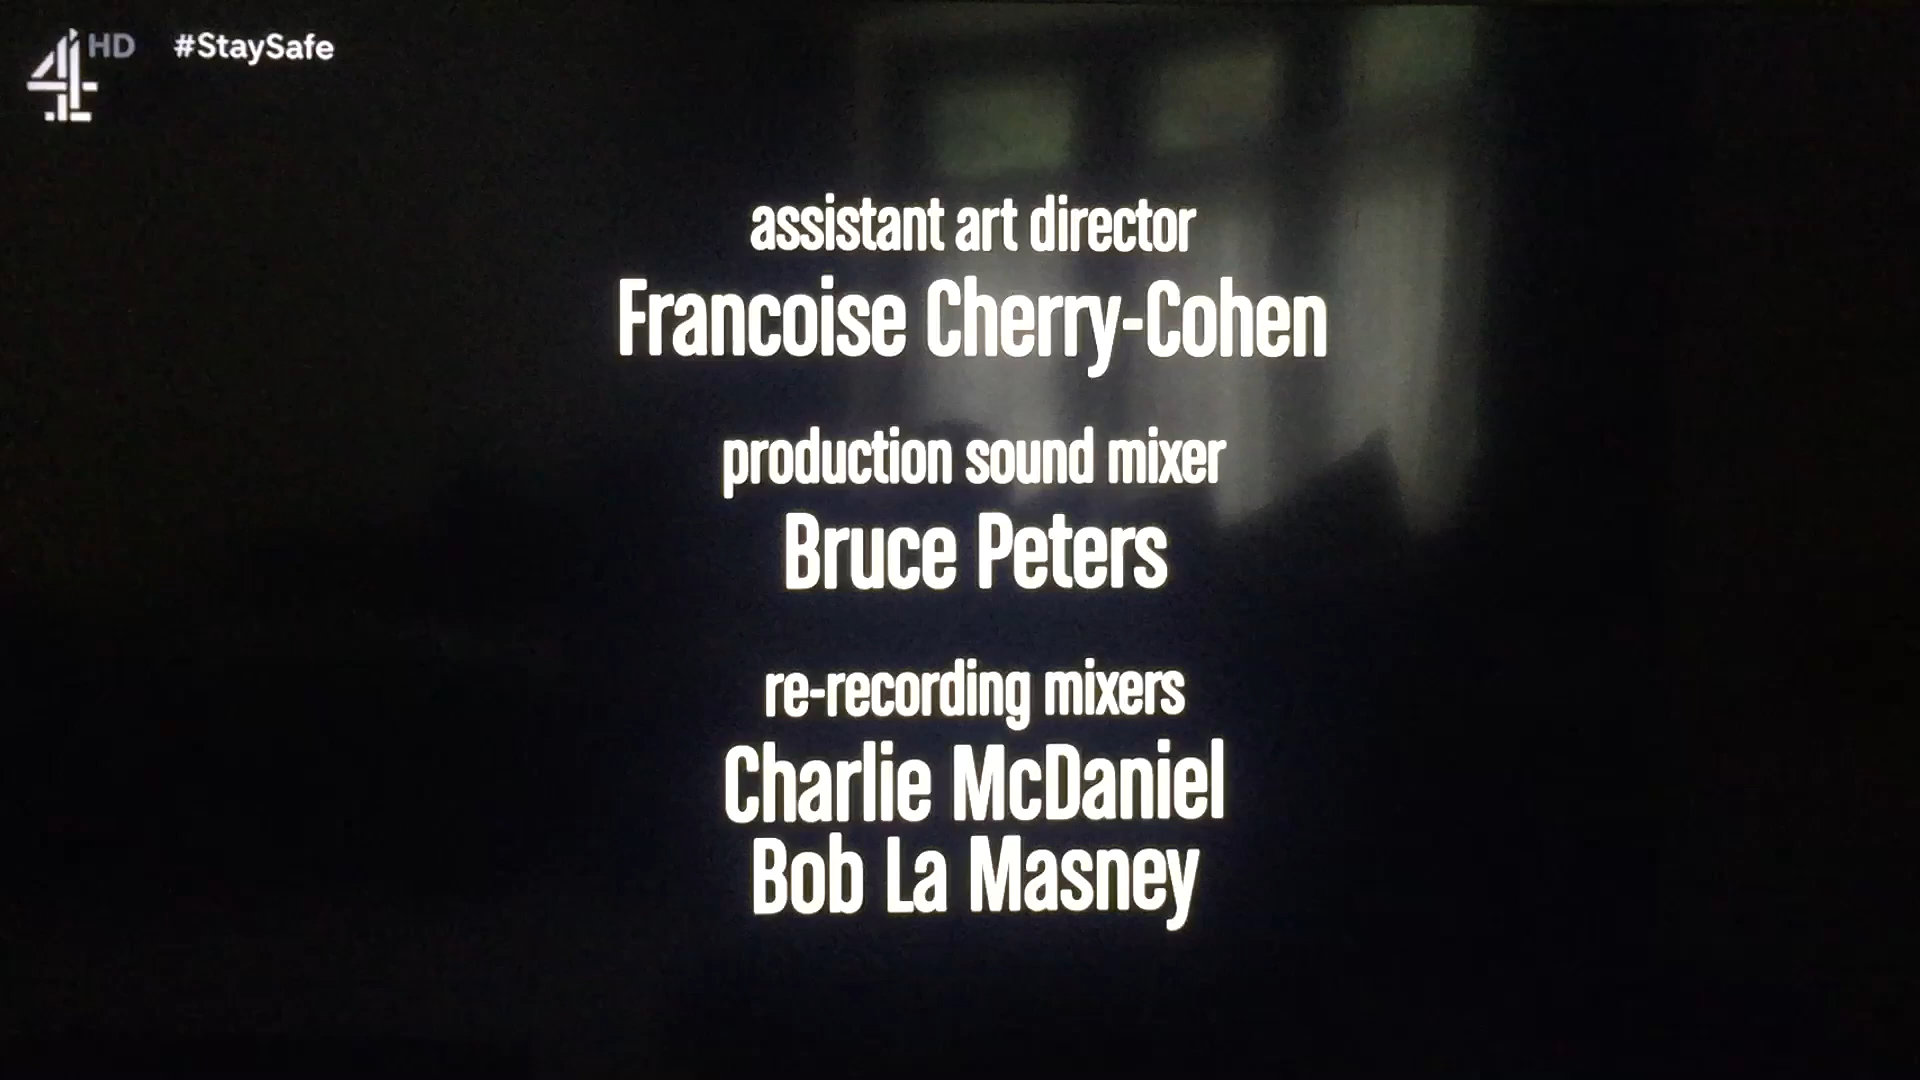 4 HD #StaySafe
assistant art director
Francoise Cherry-Cohen
production sound mixer
Bruce Peters
re-recording mixers
Charlie McDaniel
Bob La Masney